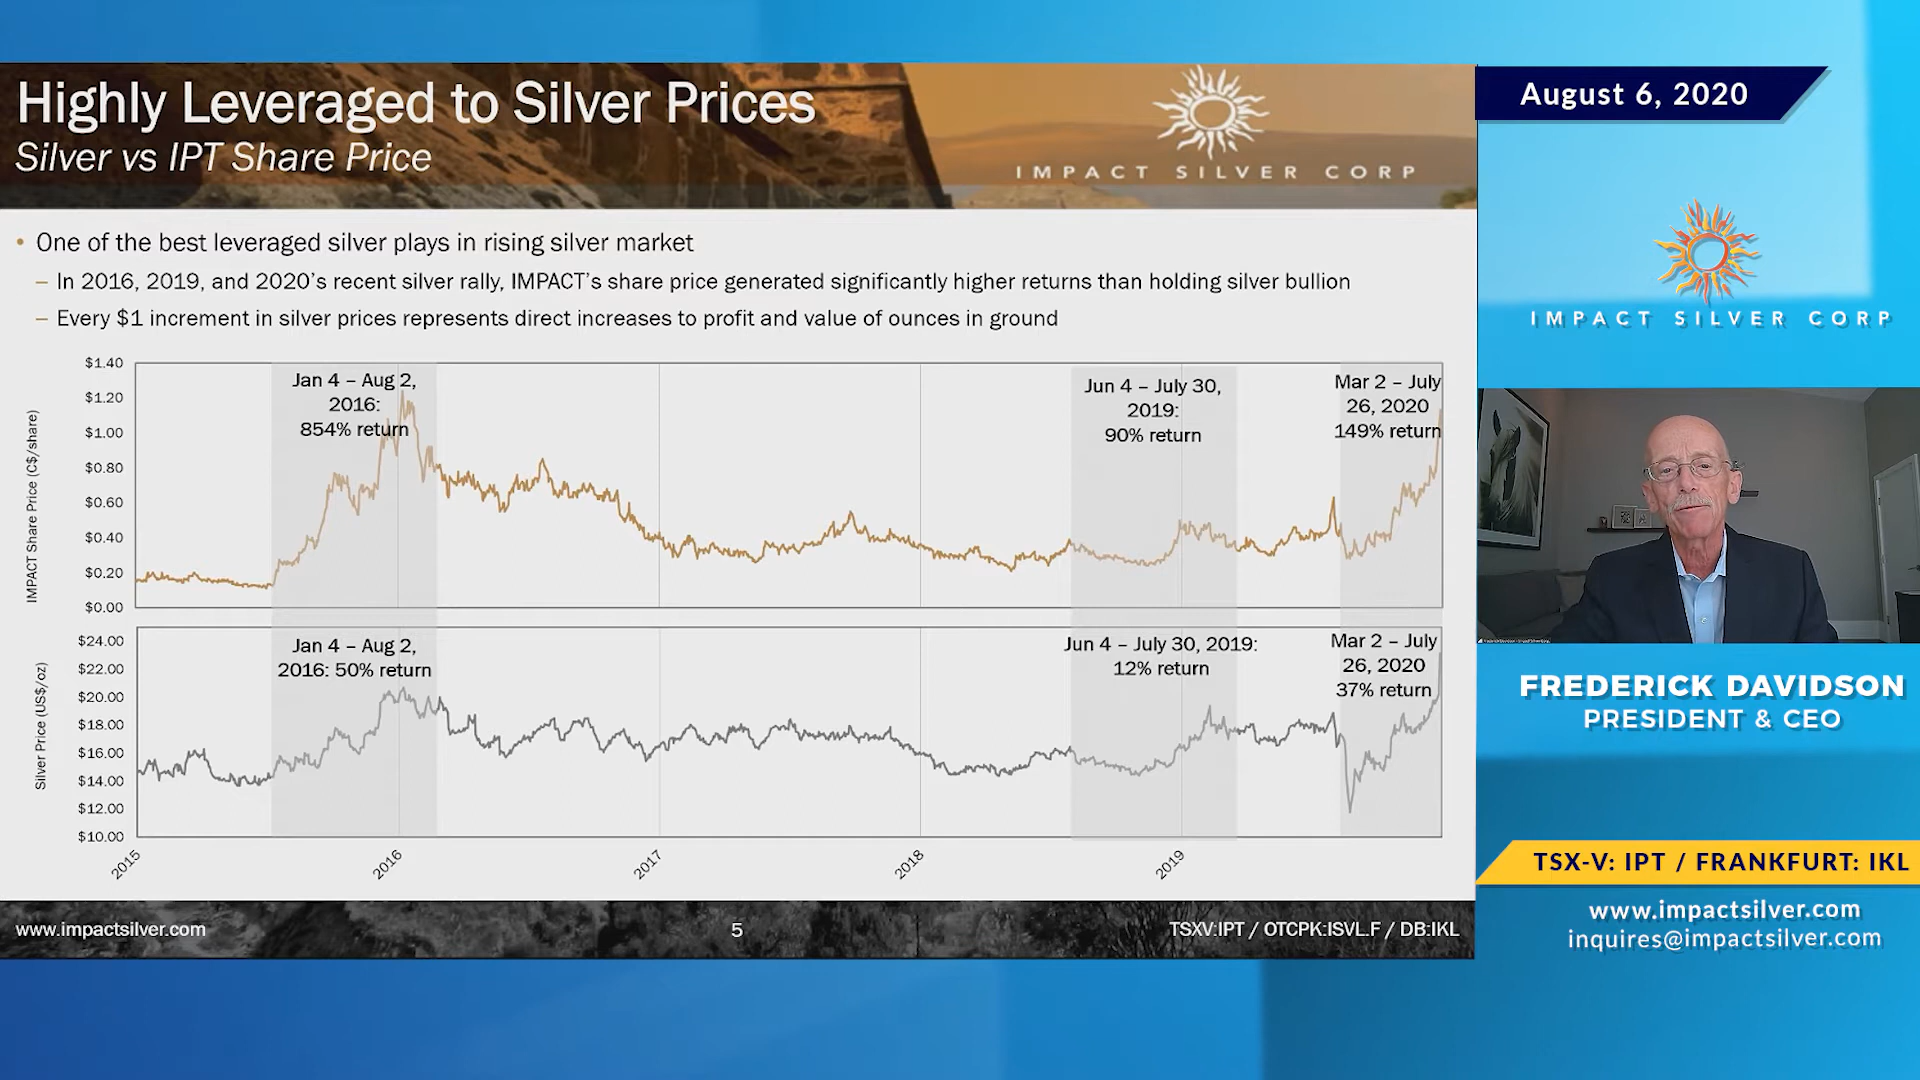 Highly Leveraged to Silver Prices
Silver vs IPT Share Price
IMPACT SILVER CORP
• One of the best leveraged silver plays in rising silver market
– In 2016, 2019, and 2020's recent silver rally, IMPACT's share price generated significantly higher returns than holding silver bullion
– Every $1 increment in silver prices represents direct increases to profit and value of ounces in ground
IMPACT Share Price (C$/share)
$1.40
$1.20
$1.00
$0.80
$0.60
$0.40
$0.20
$0.00
Jan 4 – Aug 2,
2016:
854% return
Jun 4 – July 30,
2019:
90% return
Mar 2 – July
26, 2020
149% return
Silver Price (US$/oz)
$24.00
$22.00
$20.00
$18.00
$16.00
$14.00
$12.00
$10.00
Jan 4 – Aug 2,
2016: 50% return
Jun 4 – July 30, 2019:
12% return
Mar 2 – July
26, 2020
37% return
2015
2016
2017
2018
2019
www.impactsilver.com
5
TSXV:IPT / OTCPK:ISVL.F / DB:IKL
August 6, 2020
IMPACT SILVER CORP
FREDERICK DAVIDSON
PRESIDENT & CEO
TSX-V: IPT / FRANKFURT: IKL
www.impactsilver.com
inquires@impactsilver.com